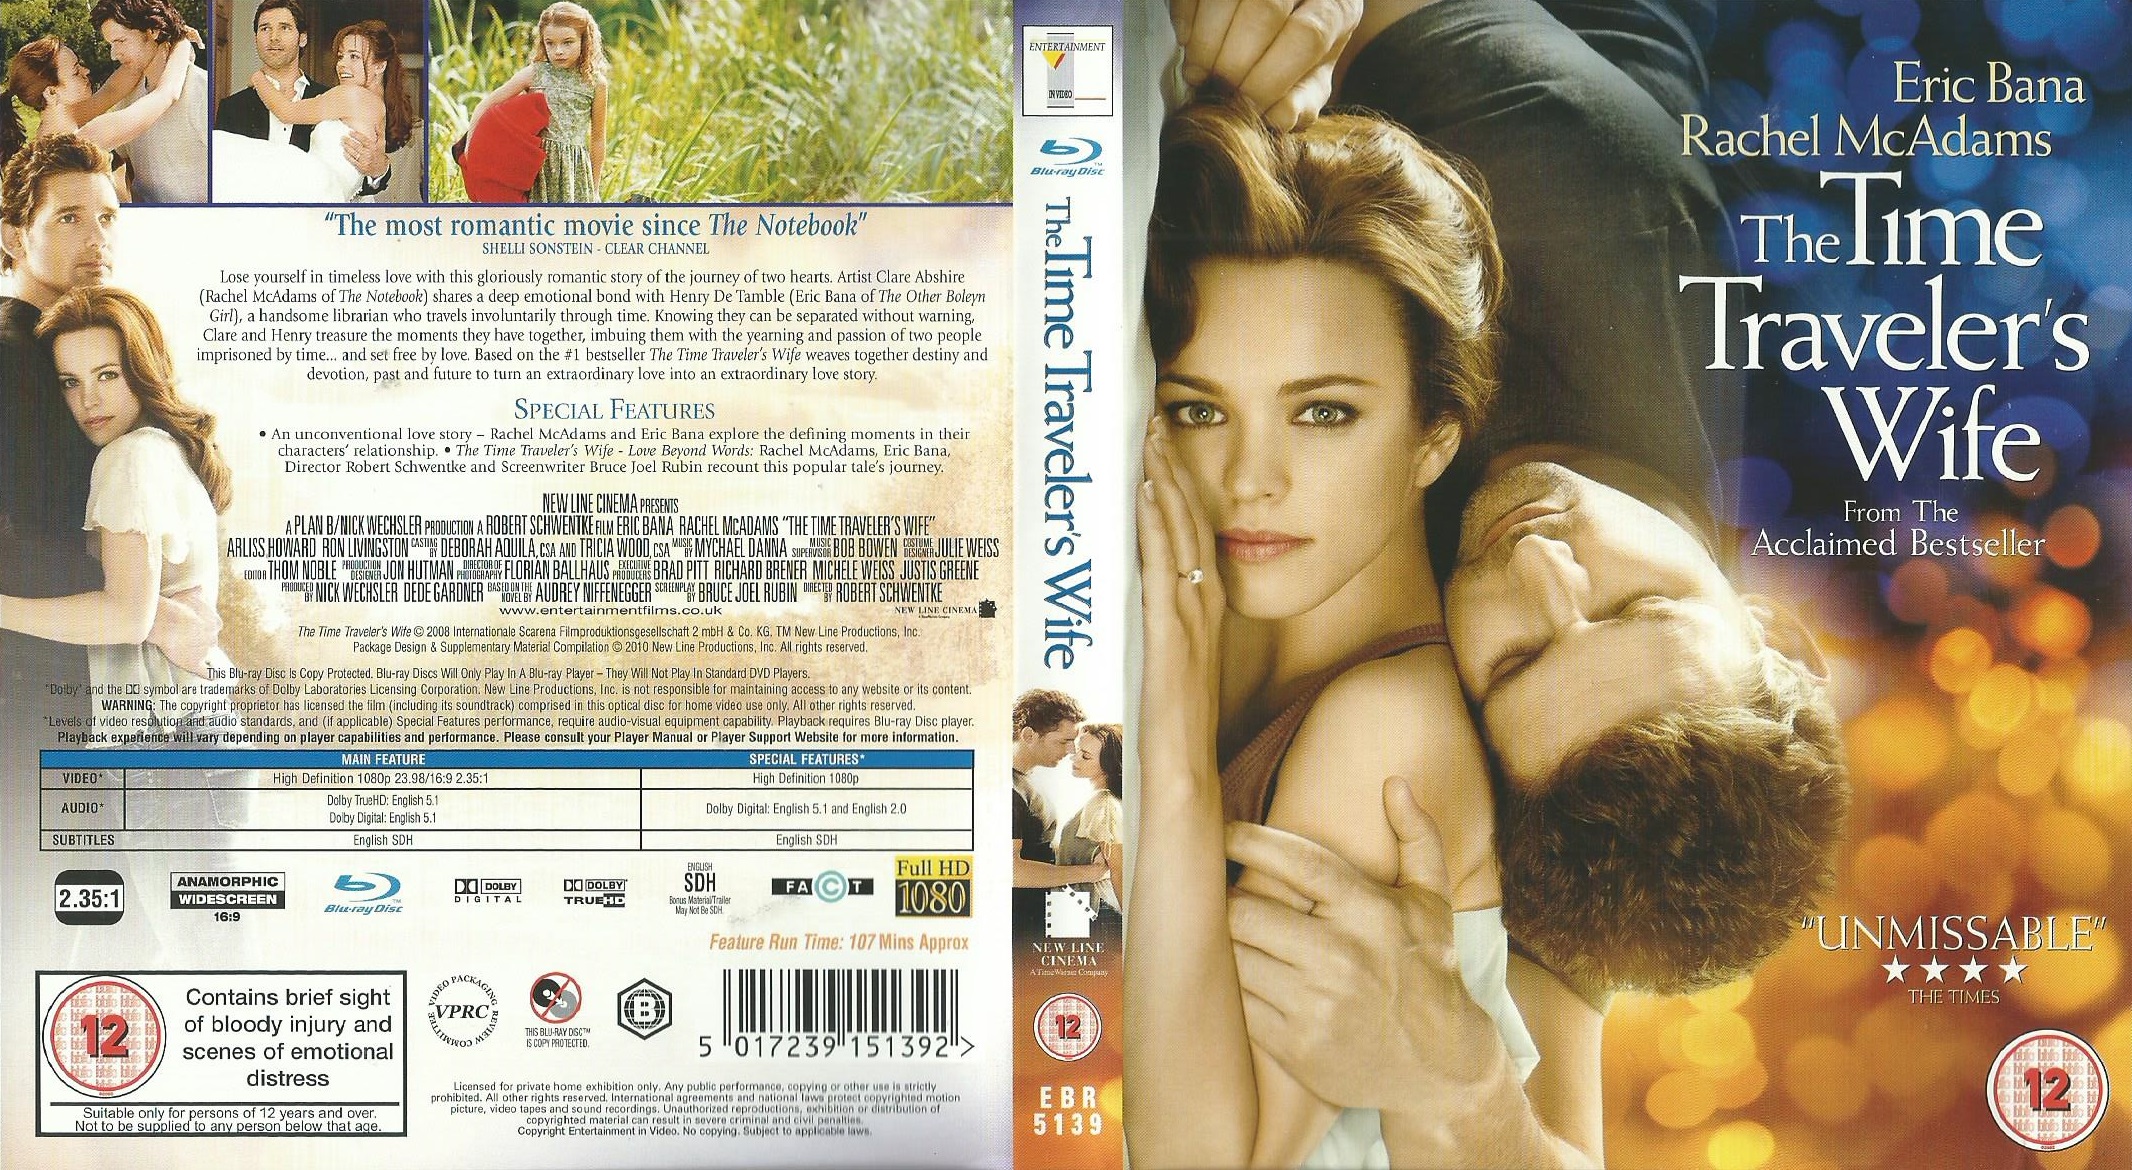 "The most romantic movie since The Notebook"
SHELLI SONSTEIN - CLEAR CHANNEL
Lose yourself in timeless love with this gloriously romantic story of the journey of two hearts. Artist Clare Abshire
(Rachel McAdams of The Notebook) shares a deep emotional bond with Henry De Tamble (Eric Bana of The Other Boleyn
Girl), a handsome librarian who travels involuntarily through time. Knowing they can be separated without warning,
Clare and Henry treasure the moments they have together, imbuing them with the yearning and passion of two people
imprisoned by time... and set free by love. Based on the #1 bestseller The Time Traveler's Wife weaves together destiny and
devotion, past and future to turn an extraordinary love into an extraordinary love story.
SPECIAL FEATURES
• An unconventional love story – Rachel McAdams and Eric Bana explore the defining moments in their
characters' relationship. • The Time Traveler's Wife - Love Beyond Words: Rachel McAdams, Eric Bana,
Director Robert Schwentke and Screenwriter Bruce Joel Rubin recount this popular tale's journey.
NEW LINE CINEMA PRESENTS
A PLAN B/NICK WECHSLER PRODUCTION A ROBERT SCHWENTKE FILM ERIC BANA RACHEL McADAMS "THE TIME TRAVELER'S WIFE"
ARLISS HOWARD RON LIVINGSTON CASTING BY DEBORAH AQUILA, CSA AND TRICIA WOOD, CSA MUSIC BY MYCHAEL DANNA MUSIC SUPERVISOR BOB BOWEN COSTUME DESIGNER JULIE WEISS
EDITOR THOM NOBLE PRODUCTION DESIGNER JON HUTMAN DIRECTOR OF PHOTOGRAPHY FLORIAN BALLHAUS EXECUTIVE PRODUCERS BRAD PITT RICHARD BRENER MICHELE WEISS JUSTIS GREENE
PRODUCED BY NICK WECHSLER DEDE GARDNER BASED ON THE NOVEL BY AUDREY NIFFENEGGER SCREENPLAY BY BRUCE JOEL RUBIN DIRECTED BY ROBERT SCHWENTKE
www.entertainmentfilms.co.uk
NEW LINE CINEMA
The Time Traveler's Wife © 2008 Internationale Scarena Filmproduktionsgesellschaft 2 mbH & Co. KG. TM New Line Productions, Inc.
Package Design & Supplementary Material Compilation © 2010 New Line Productions, Inc. All rights reserved.
This Blu-ray Disc Is Copy Protected. Blu-ray Discs Will Only Play In A Blu-ray Player – They Will Not Play In Standard DVD Players.
"Dolby" and the DD symbol are trademarks of Dolby Laboratories Licensing Corporation. New Line Productions, Inc. is not responsible for maintaining access to any website or its content.
WARNING: The copyright proprietor has licensed the film (including its soundtrack) comprised in this optical disc for home video use only. All other rights reserved.
*Levels of video resolution and audio standards, and (if applicable) Special Features performance, require audio-visual equipment capability. Playback requires Blu-ray Disc player.
Playback experience will vary depending on player capabilities and performance. Please consult your Player Manual or Player Support Website for more information.
MAIN FEATURE SPECIAL FEATURES*
VIDEO* High Definition 1080p 23.98/16:9 2.35:1 High Definition 1080p
AUDIO* Dolby TrueHD: English 5.1
Dolby Digital: English 5.1
Dolby Digital: English 5.1 and English 2.0
SUBTITLES English SDH English SDH
2.35:1
ANAMORPHIC
WIDESCREEN
16:9
Blu-ray Disc™
DOLBY
DIGITAL
DOLBY
TRUEHD
ENGLISH
SDH
Bonus Material/Trailer
May Not Be SDH.
FACT
Full HD
1080
Feature Run Time: 107 Mins Approx
12
Contains brief sight
of bloody injury and
scenes of emotional
distress
Suitable only for persons of 12 years and over.
Not to be supplied to any person below that age.
VIDEO PACKAGING REVIEW COMMITTEE
VPRC
THIS BLU-RAY DISC™
IS COPY PROTECTED.
B
5 017239 151392 >
Licensed for private home exhibition only. Any public performance, copying or other use is strictly
prohibited. All other rights reserved. International agreements and national laws protect copyrighted motion
picture, video tapes and sound recordings. Unauthorized reproductions, exhibition or distribution of
copyrighted material can result in severe criminal and civil penalties.
Copyright Entertainment in Video. No copying. Subject to applicable laws.
ENTERTAINMENT
IN VIDEO
Blu-ray Disc™
The Time Traveler's Wife
NEW LINE
CINEMA
A Time Warner Company
12
EBR
5139
Eric Bana
Rachel McAdams
The Time
Traveler's
Wife
From The
Acclaimed Bestseller
"UNMISSABLE"
★★★★
THE TIMES
12